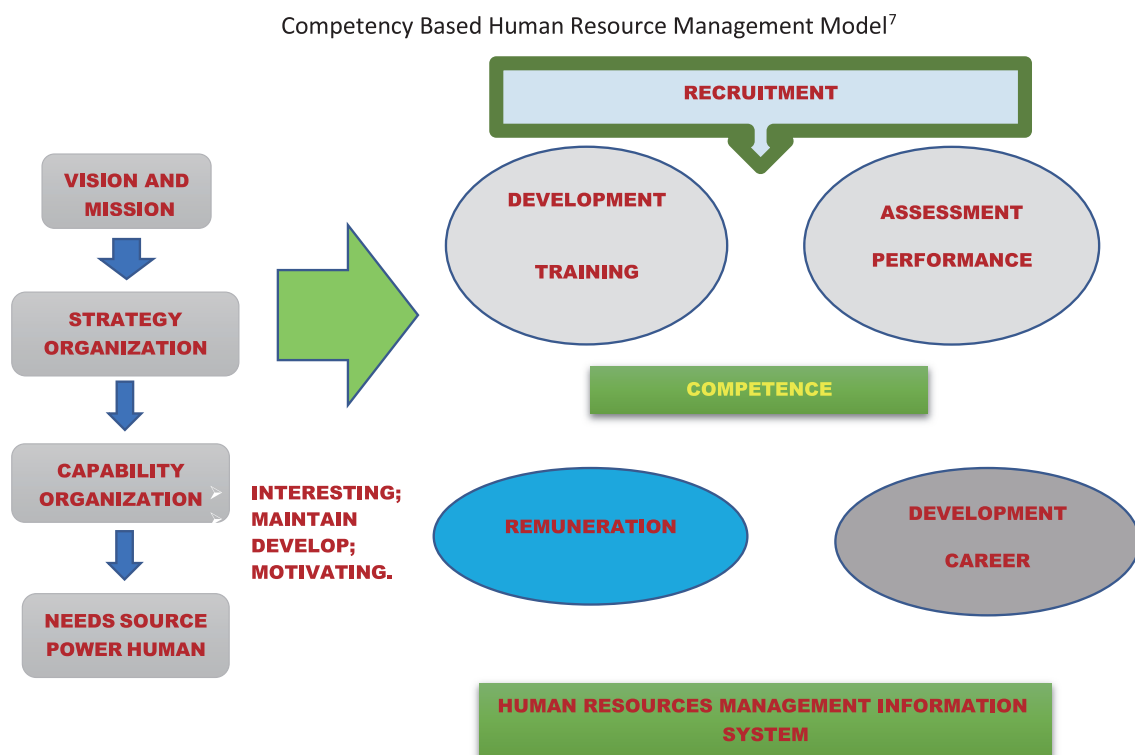 Competency Based Human Resource Management Model7
RECRUITMENT
VISION AND
MISSION
STRATEGY
ORGANIZATION
CAPABILITY
ORGANIZATION
NEEDS SOURCE
POWER HUMAN
INTERESTING;
MAINTAIN
DEVELOP;
MOTIVATING.
DEVELOPMENT
TRAINING
ASSESSMENT
PERFORMANCE
COMPETENCE
REMUNERATION
DEVELOPMENT
CAREER
HUMAN RESOURCES MANAGEMENT INFORMATION
SYSTEM